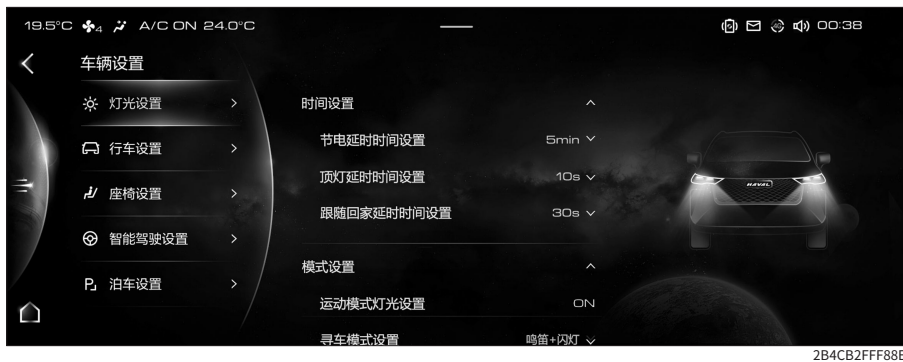 19.5°C 4 A/C ON 24.0°C 4G 00:38
车辆设置
灯光设置
行车设置
座椅设置
智能驾驶设置
P 泊车设置
时间设置
节电延时时间设置 5min
顶灯延时时间设置 10s
跟随回家延时时间设置 30s
模式设置
运动模式灯光设置 ON
寻车模式设置 鸣笛+闪灯
HAVAL
2B4CB2FFF88E